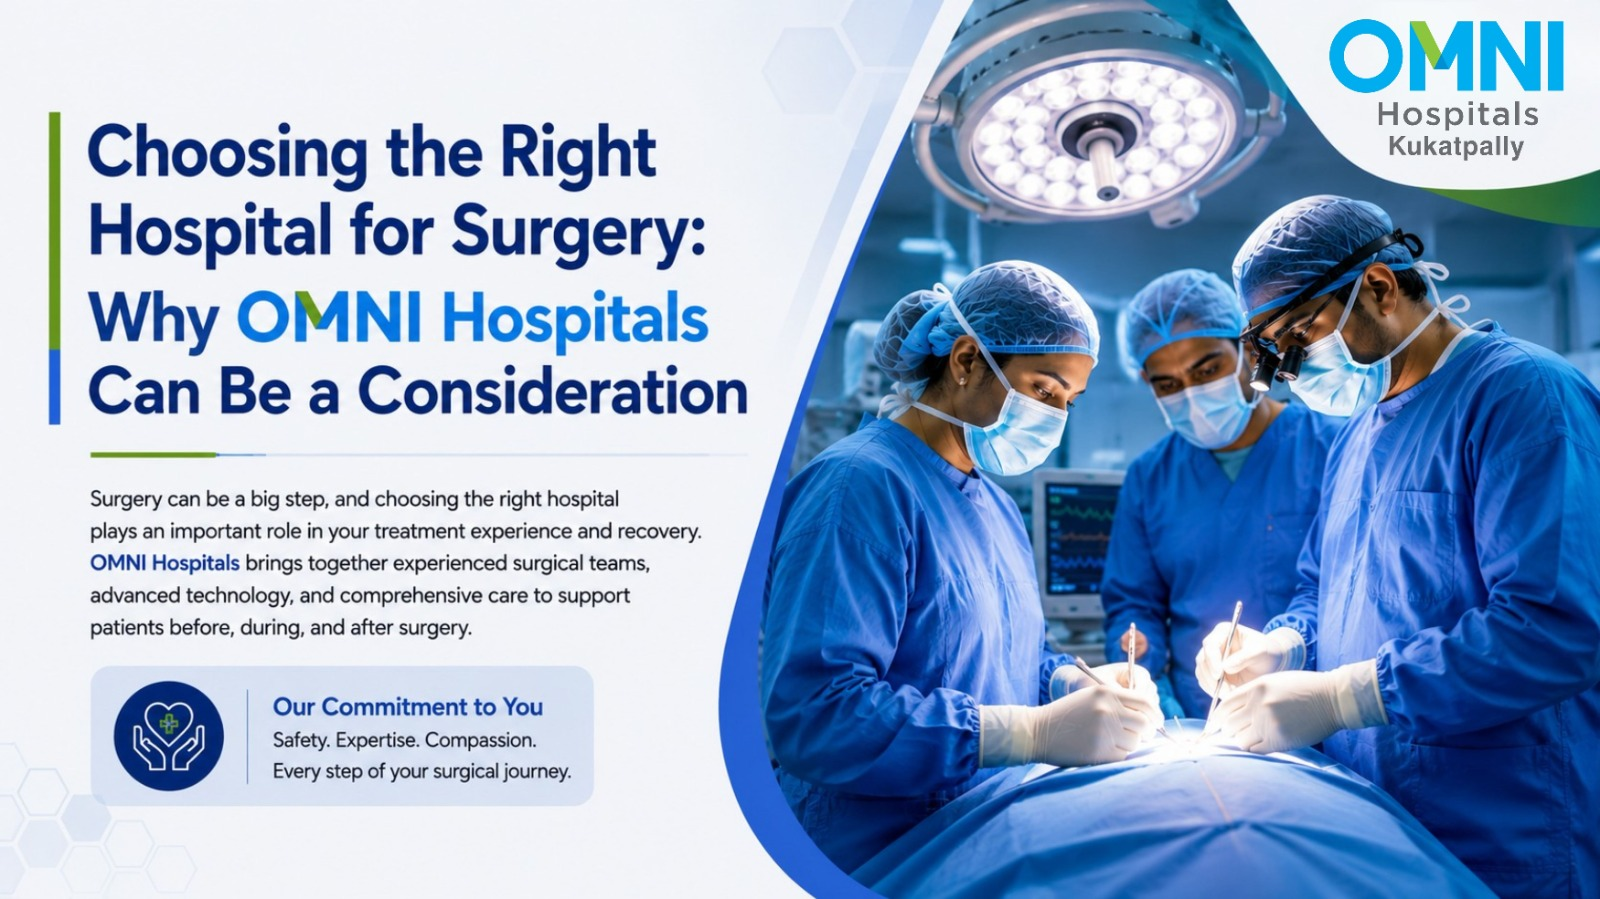 OMNI
Hospitals
Kukatpally
Choosing the Right
Hospital for Surgery:
Why OMNI Hospitals
Can Be a Consideration
Surgery can be a big step, and choosing the right hospital
plays an important role in your treatment experience and recovery.
OMNI Hospitals brings together experienced surgical teams,
advanced technology, and comprehensive care to support
patients before, during, and after surgery.
Our Commitment to You
Safety. Expertise. Compassion.
Every step of your surgical journey.